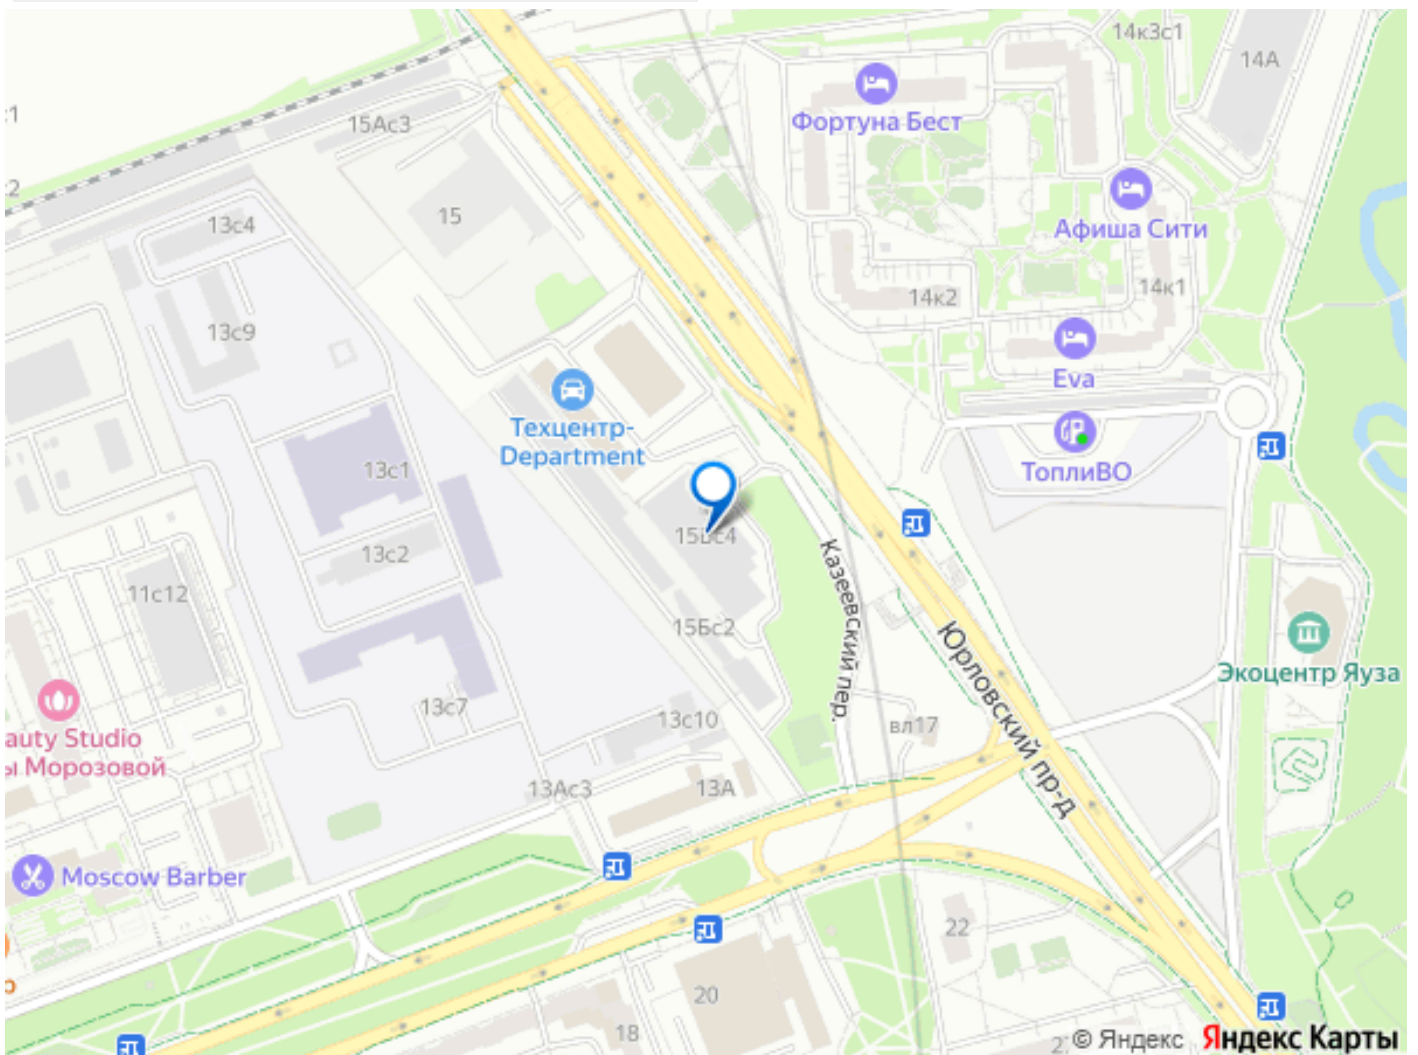 14к3с1
14А
:1
15Ас3
Фортуна Бест
:2
13с4
15
Афиша Сити
14к2
14к1
13с9
Eva
Техцентр-
Department
13с1
ТоплиВО
13с2
11с12
15Бс2
Казеевский пер.
Юрловский пр-д
Экоцентр Яуза
13с7
13с10
вл17
auty Studio
ы Морозовой
13Ас3
13А
Moscow Barber
22
р
20
18
© Яндекс
Яндекс Карты